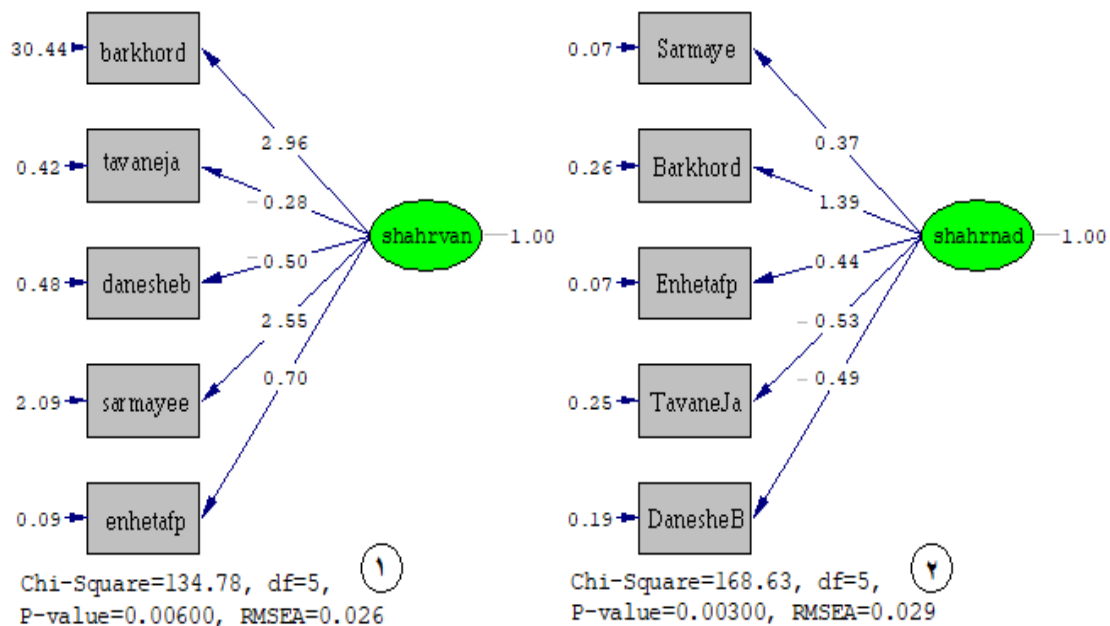 30.44
barkhord
2.96
0.42
tavaneja
-0.28
0.48
danesheb
-0.50
shahrvan
1.00
2.09
sarmayee
2.55
0.09
enhetafp
0.70
Chi-Square=134.78, df=5,
P-value=0.00600, RMSEA=0.026
۱
0.07
Sarmaye
0.37
0.26
Barkhord
1.39
0.07
Enhetafp
0.44
shahrnad
1.00
0.25
TavaneJa
-0.53
0.19
DanesheB
-0.49
Chi-Square=168.63, df=5,
P-value=0.00300, RMSEA=0.029
۲